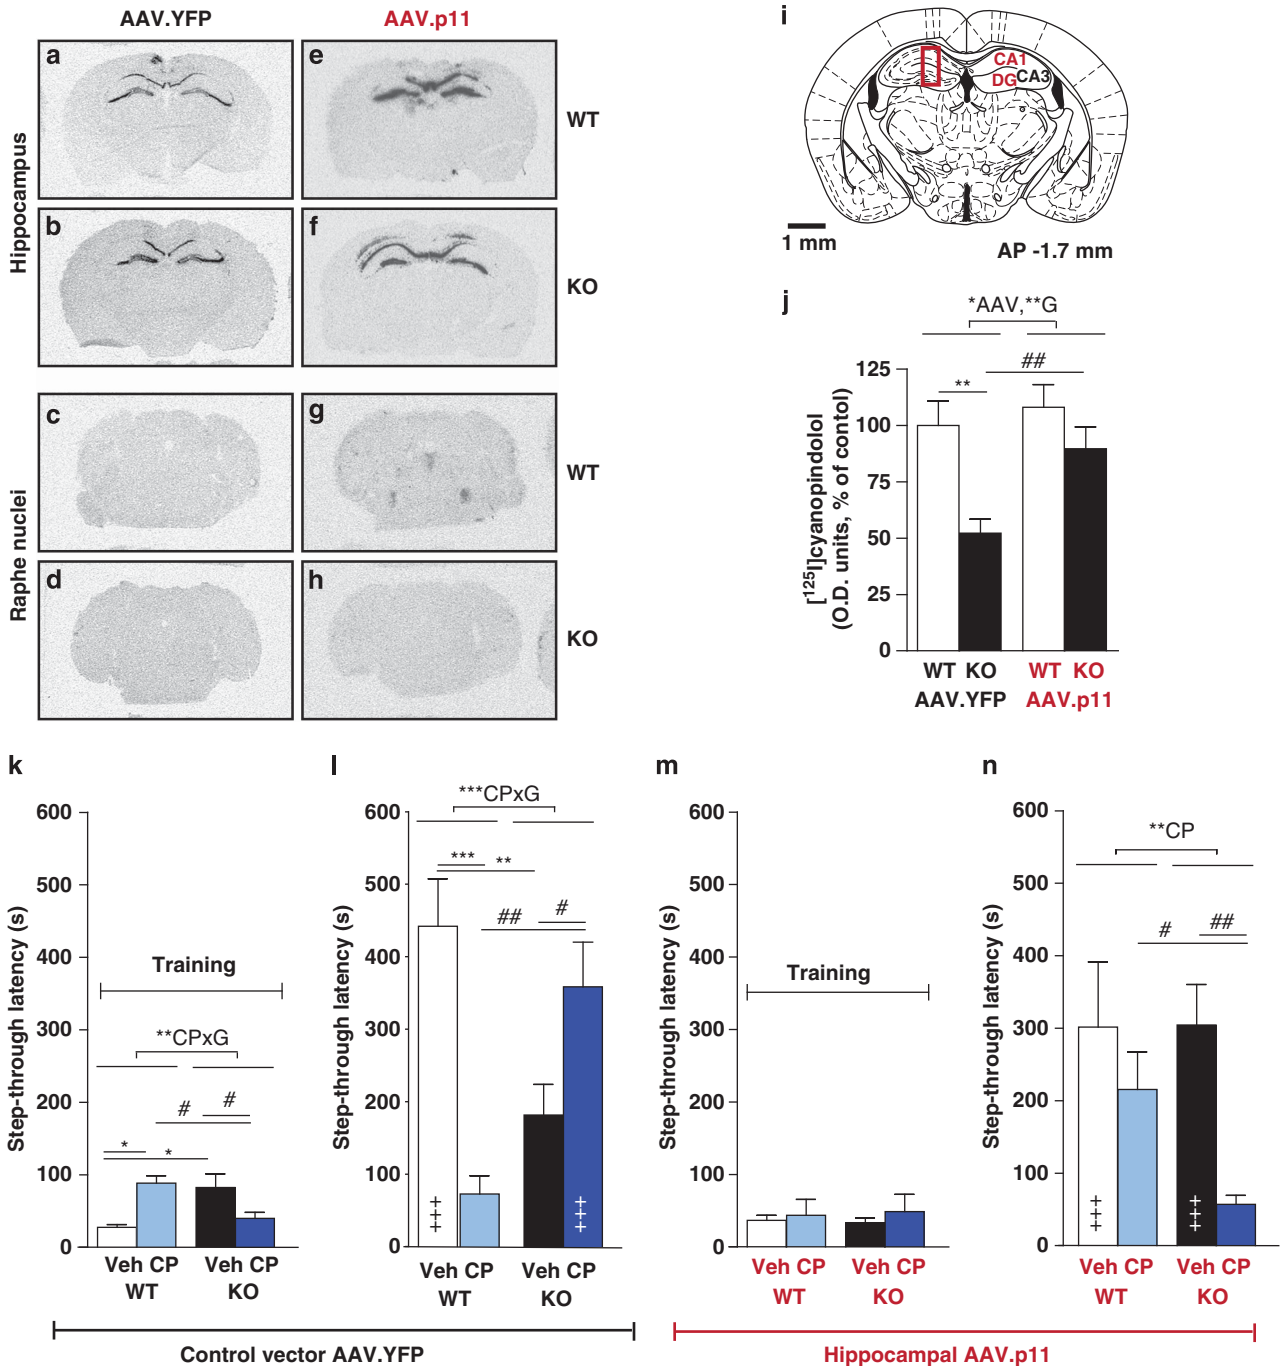 AAV.YFP
AAV.p11
a
e
WT
b
f
KO
Hippocampus
c
g
WT
d
h
KO
Raphe nuclei
i
CA1
DG
CA3
1 mm
AP -1.7 mm
j
*AAV,**G
##
**
125
100
75
50
25
0
[125I]cyanopindolol
(O.D. units, % of contol)
WT KO
WT KO
AAV.YFP
AAV.p11
k
600
500
400
300
200
100
0
Step-through latency (s)
Training
**CPxG
#
#
*
*
Veh CP
Veh CP
WT
KO
l
600
500
400
300
200
100
0
Step-through latency (s)
***CPxG
***
**
##
#
+++
+++
Veh CP
Veh CP
WT
KO
Control vector AAV.YFP
m
600
500
400
300
200
100
0
Step-through latency (s)
Training
Veh CP
Veh CP
WT
KO
n
600
500
400
300
200
100
0
Step-through latency (s)
**CP
#
##
+++
+++
Veh CP
Veh CP
WT
KO
Hippocampal AAV.p11